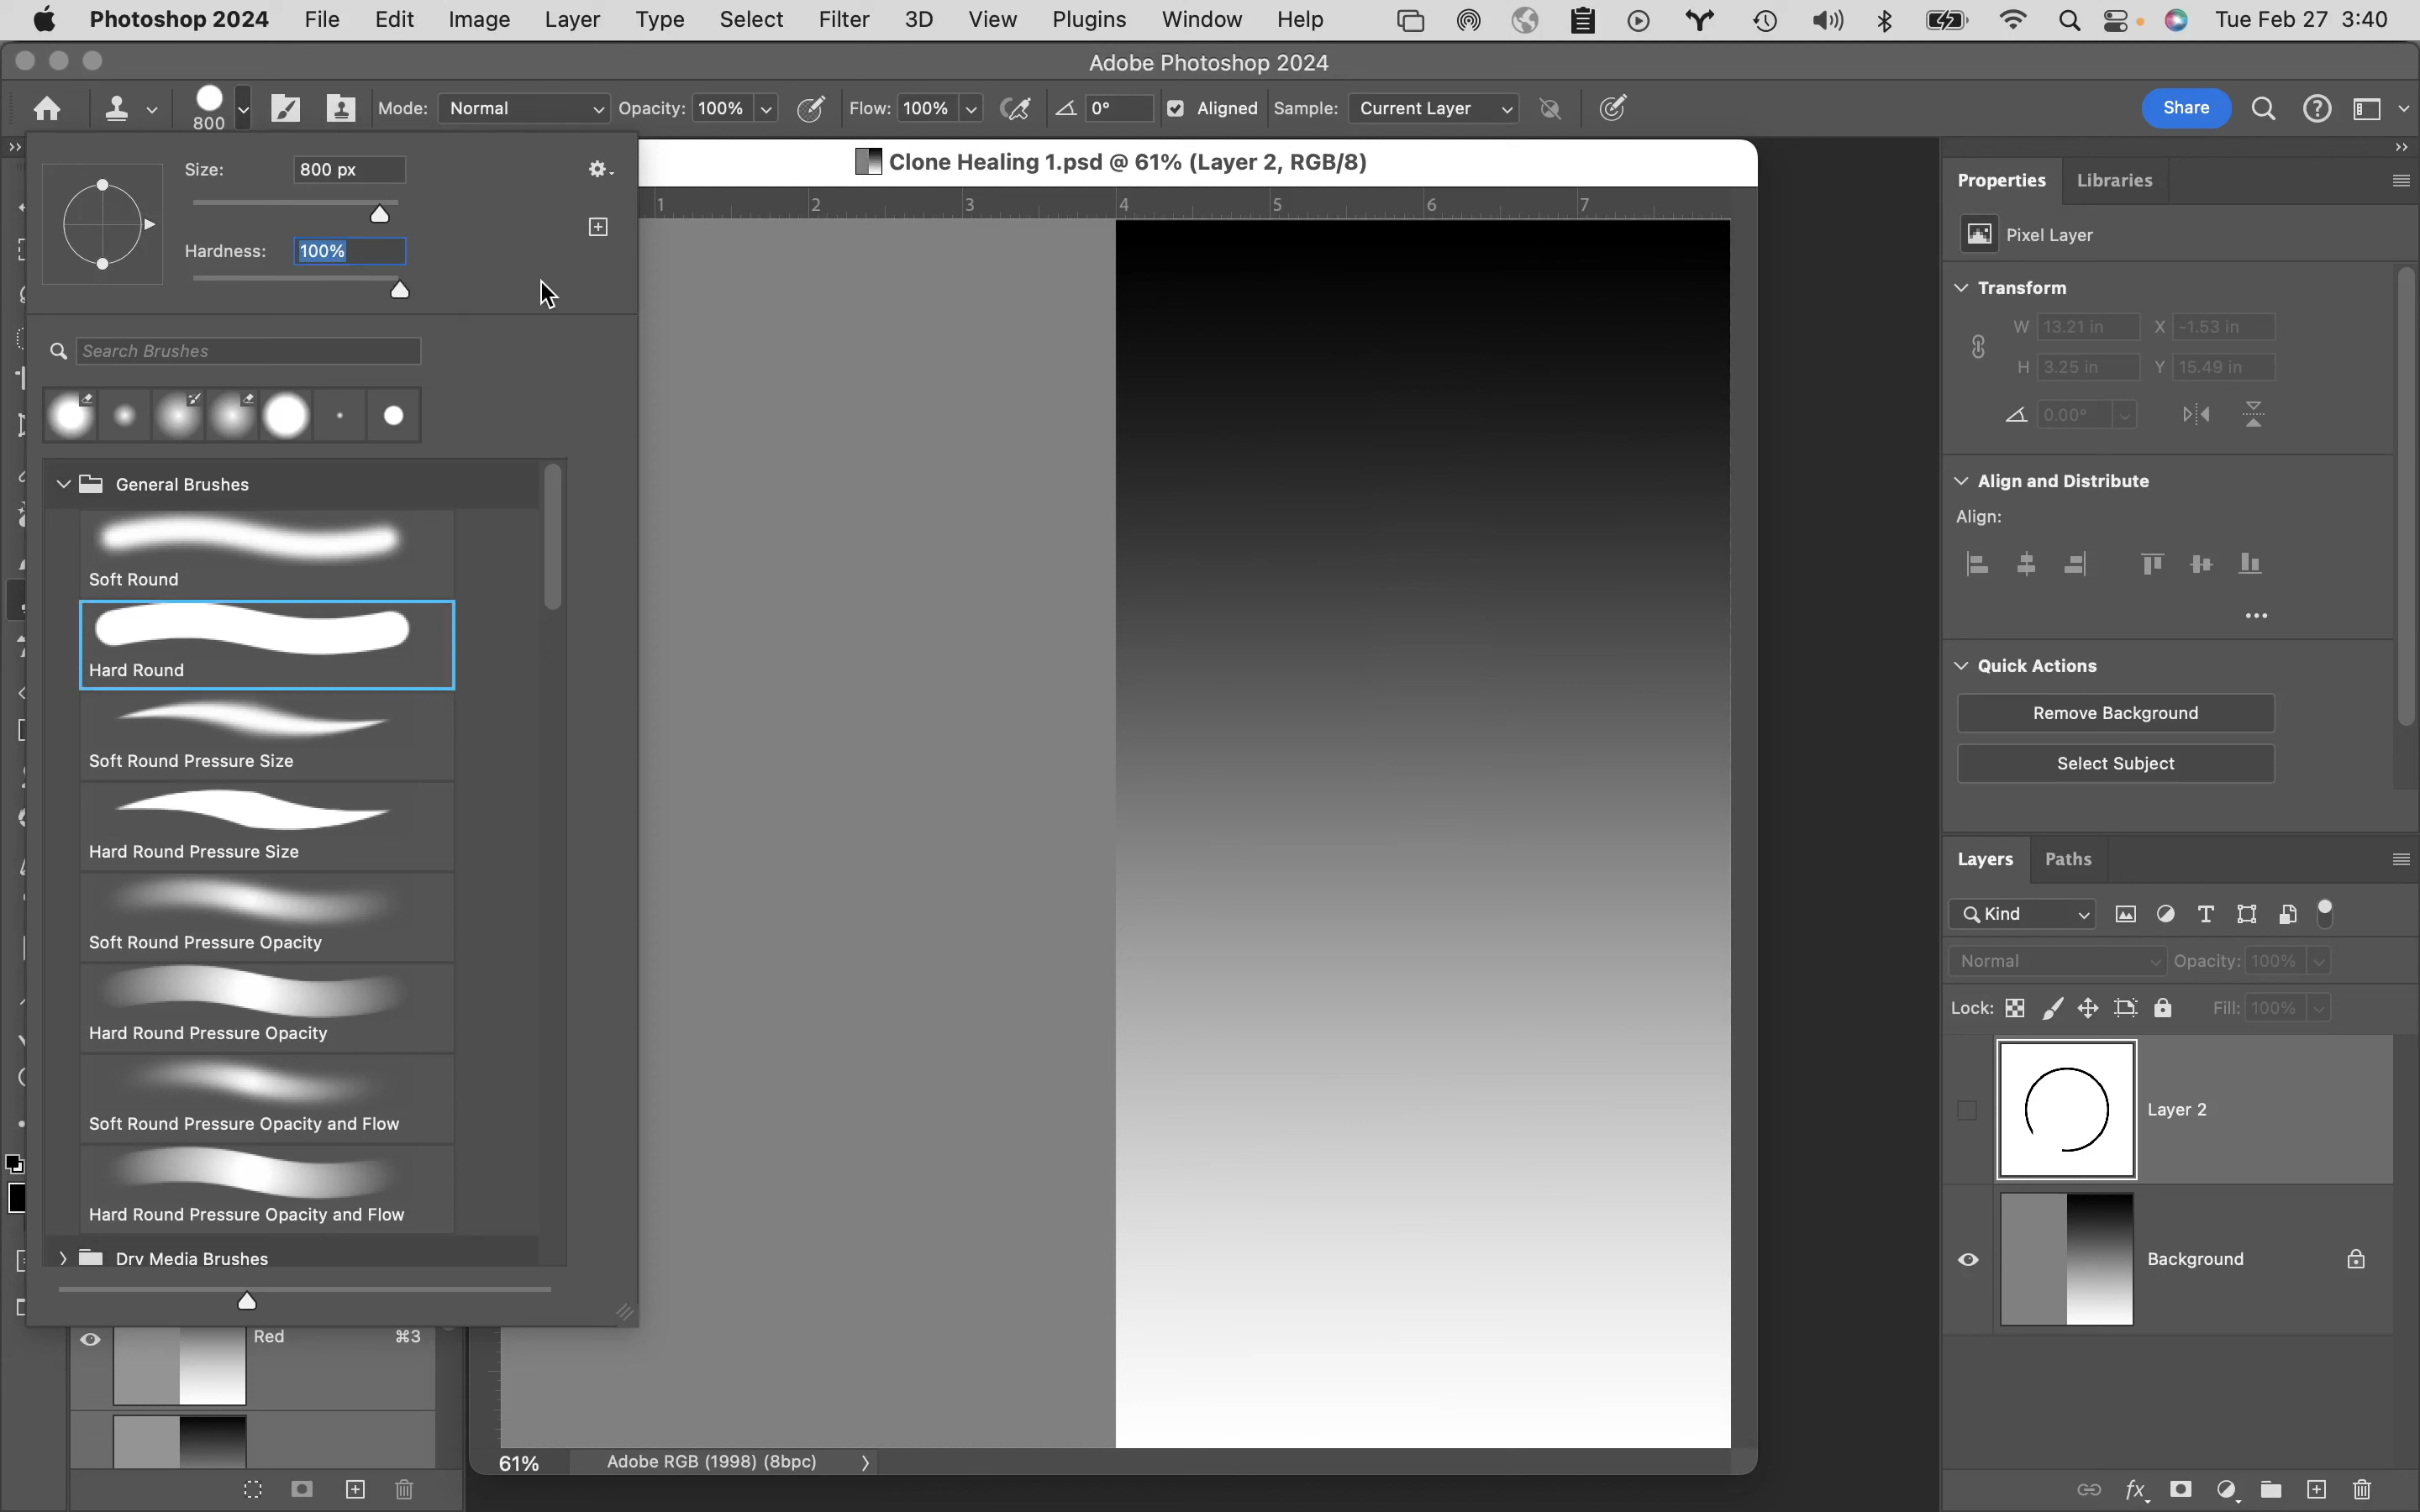 Photoshop 2024 File Edit Image Layer Type Select Filter 3D View Plugins Window Help Tue Feb 27 3:40
Adobe Photoshop 2024
800 Mode: Normal Opacity: 100% Flow: 100% 0° Aligned Sample: Current Layer Share
Clone Healing 1.psd @ 61% (Layer 2, RGB/8)
1 2 3 4 5 6 7
Size: 800 px
Hardness: 100%
Search Brushes
General Brushes
Soft Round
Hard Round
Soft Round Pressure Size
Hard Round Pressure Size
Soft Round Pressure Opacity
Hard Round Pressure Opacity
Soft Round Pressure Opacity and Flow
Hard Round Pressure Opacity and Flow
Dry Media Brushes
Red ⌘3
61% Adobe RGB (1998) (8bpc)
Properties Libraries
Pixel Layer
Transform
W 13.21 in X -1.53 in
H 3.25 in Y 15.49 in
0.00°
Align and Distribute
Align:
Quick Actions
Remove Background
Select Subject
Layers Paths
Kind
Normal Opacity: 100%
Lock: Fill: 100%
Layer 2
Background
fx